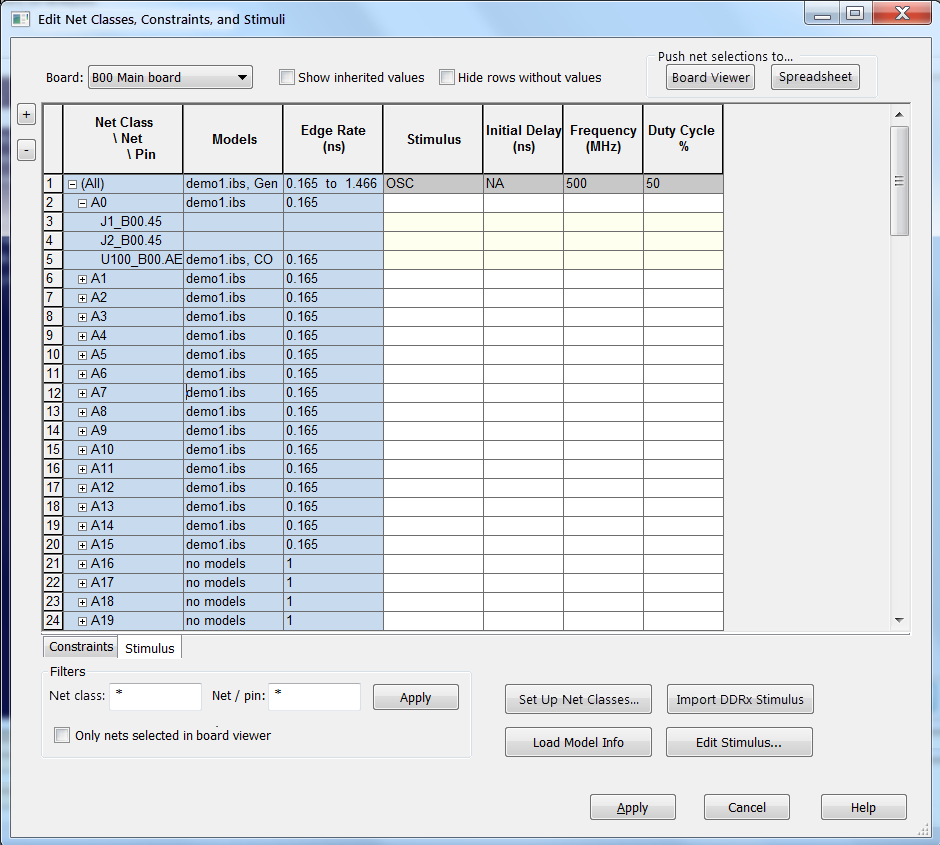 Edit Net Classes, Constraints, and Stimuli
Push net selections to...
Board: B00 Main board Show inherited values Hide rows without values Board Viewer Spreadsheet
+
-
Net Class
\ Net
\ Pin
Models
Edge Rate
(ns)
Stimulus
Initial Delay
(ns)
Frequency
(MHz)
Duty Cycle
%
1 (All) demo1.ibs, Gen 0.165 to 1.466 OSC NA 500 50
2 A0 demo1.ibs 0.165
3 J1_B00.45
4 J2_B00.45
5 U100_B00.AE demo1.ibs, CO 0.165
6 A1 demo1.ibs 0.165
7 A2 demo1.ibs 0.165
8 A3 demo1.ibs 0.165
9 A4 demo1.ibs 0.165
10 A5 demo1.ibs 0.165
11 A6 demo1.ibs 0.165
12 A7 demo1.ibs 0.165
13 A8 demo1.ibs 0.165
14 A9 demo1.ibs 0.165
15 A10 demo1.ibs 0.165
16 A11 demo1.ibs 0.165
17 A12 demo1.ibs 0.165
18 A13 demo1.ibs 0.165
19 A14 demo1.ibs 0.165
20 A15 demo1.ibs 0.165
21 A16 no models 1
22 A17 no models 1
23 A18 no models 1
24 A19 no models 1
Constraints Stimulus
Filters
Net class: * Net / pin: * Apply
Only nets selected in board viewer
Set Up Net Classes... Import DDRx Stimulus
Load Model Info Edit Stimulus...
Apply Cancel Help